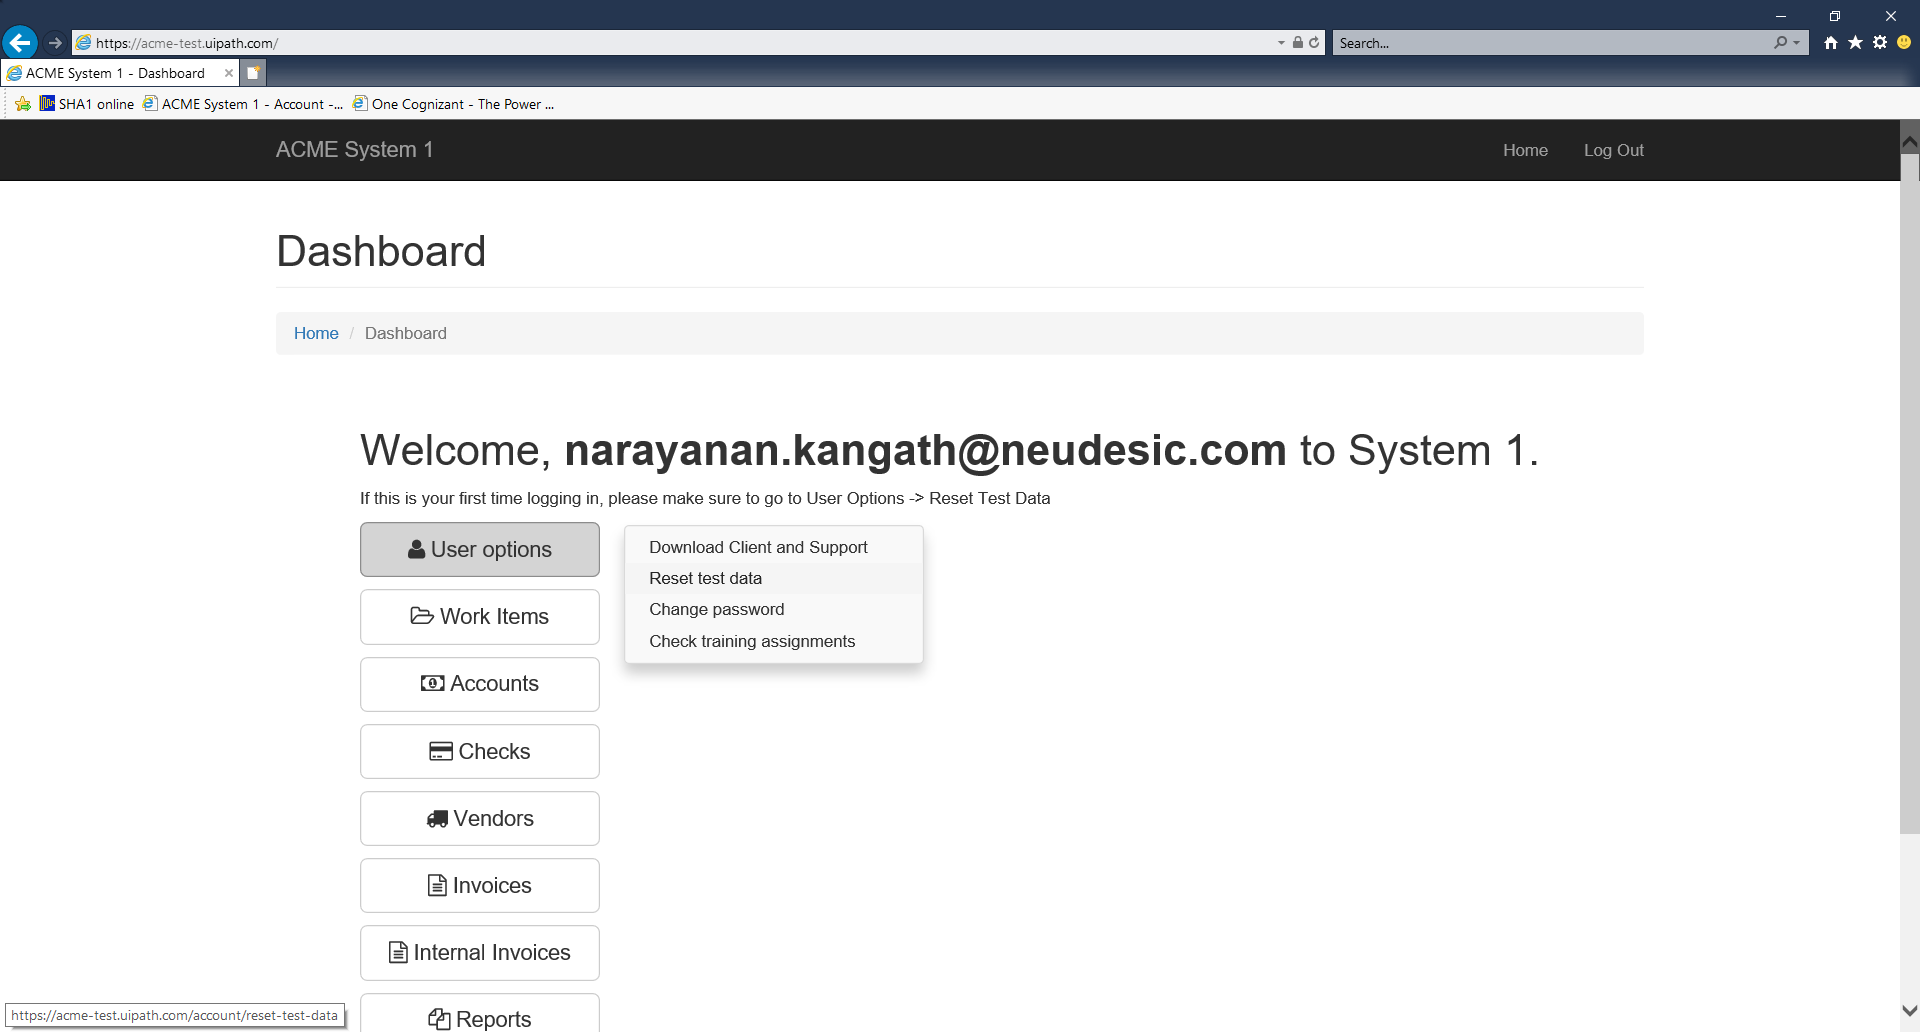 https://acme-test.uipath.com/
Search...
ACME System 1 - Dashboard
SHA1 online
ACME System 1 - Account -...
One Cognizant - The Power ...
ACME System 1
Home
Log Out
Dashboard
Home / Dashboard
Welcome, narayanan.kangath@neudesic.com to System 1.
If this is your first time logging in, please make sure to go to User Options -> Reset Test Data
User options
Download Client and Support
Reset test data
Change password
Check training assignments
Work Items
Accounts
Checks
Vendors
Invoices
Internal Invoices
Reports
https://acme-test.uipath.com/account/reset-test-data